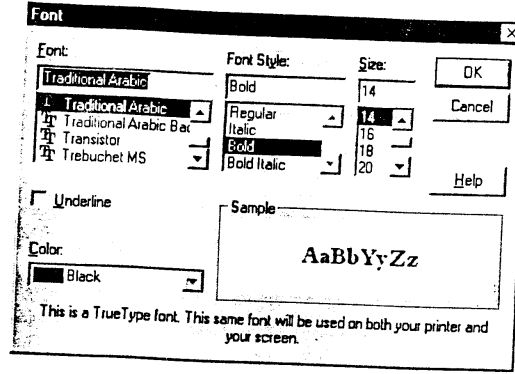 Font
Font:
Traditional Arabic
Traditional Arabic
Traditional Arabic Bac
Transistor
Trebuchet MS
Font Style:
Bold
Regular
Italic
Bold
Bold Italic
Size:
14
14
16
18
20
OK
Cancel
Help
Underline
Color:
Black
Sample
AaBbYyZz
This is a TrueType font. This same font will be used on both your printer and
your screen.